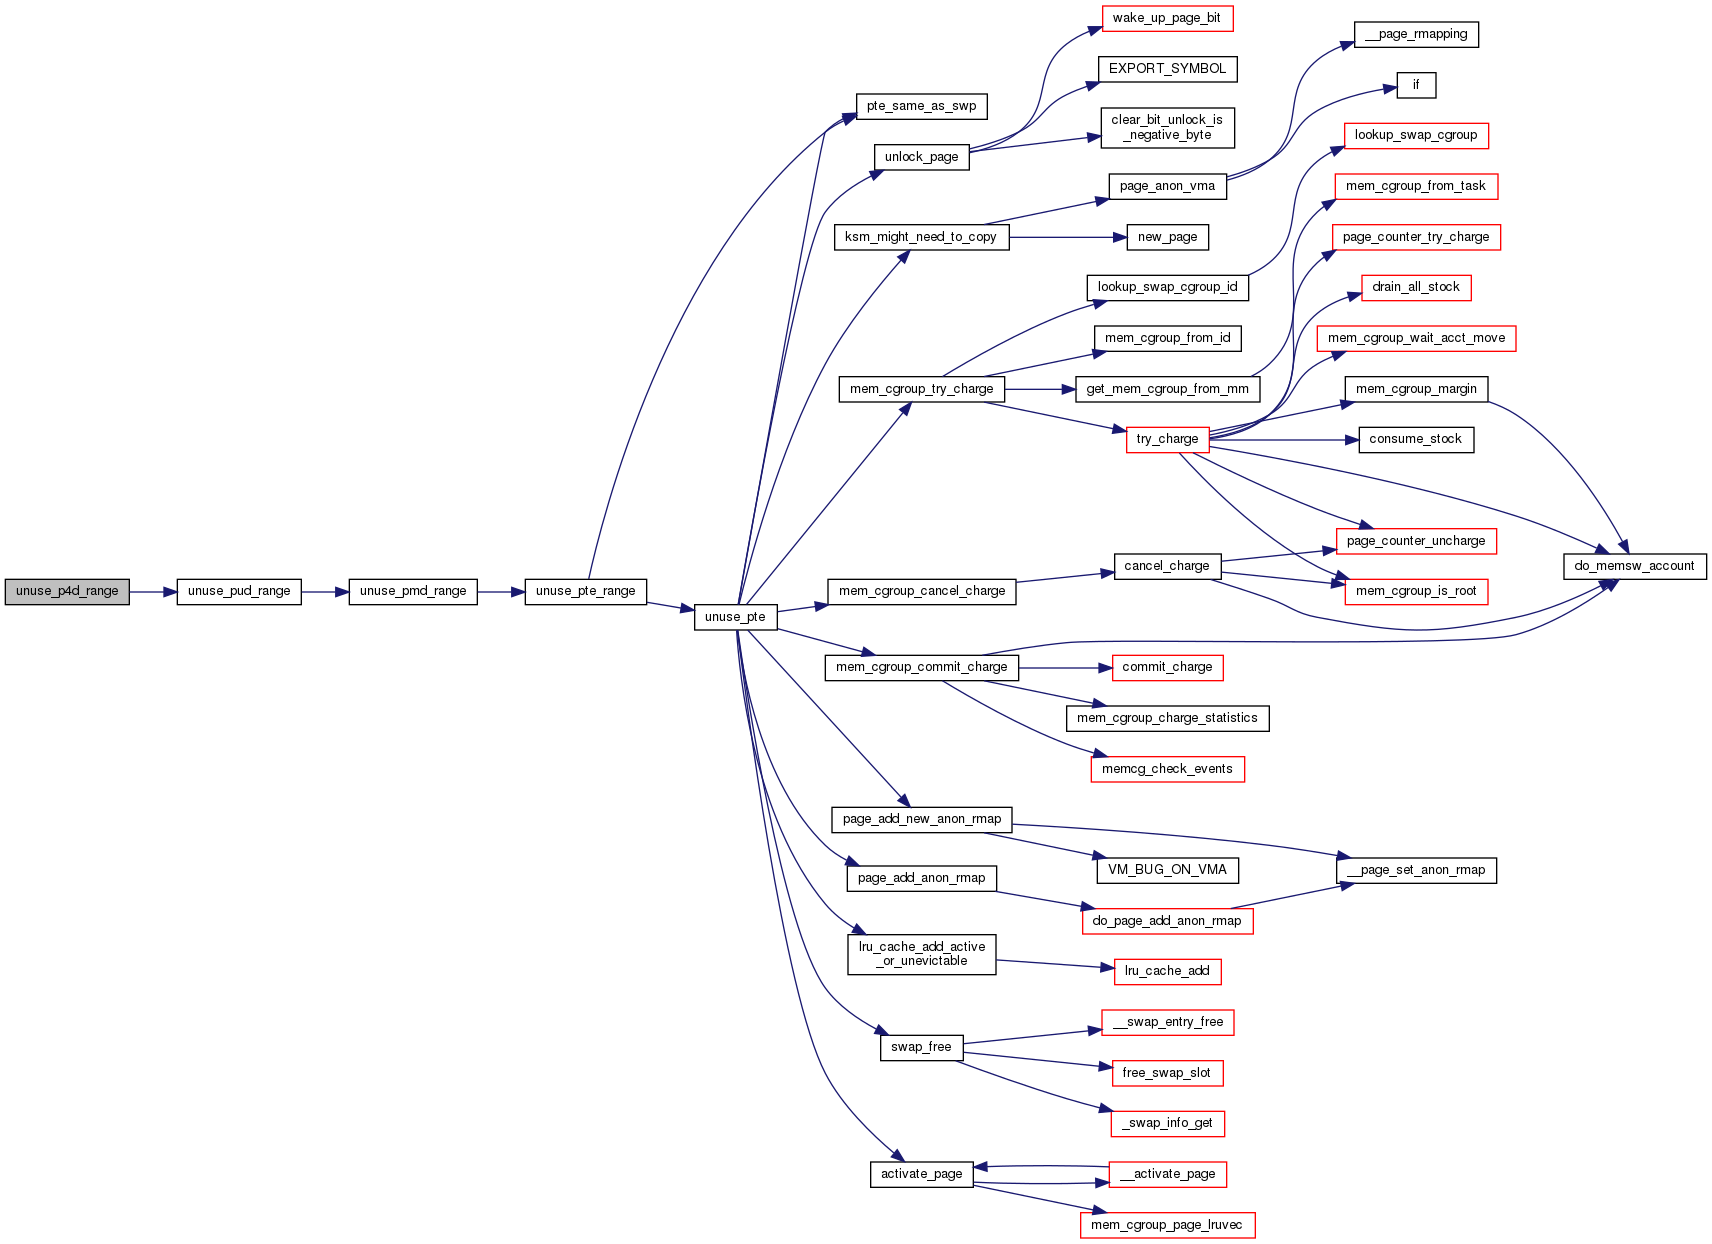 wake_up_page_bit
__page_rmapping
EXPORT_SYMBOL
if
pte_same_as_swp
clear_bit_unlock_is
_negative_byte
lookup_swap_cgroup
unlock_page
page_anon_vma
mem_cgroup_from_task
ksm_might_need_to_copy
new_page
page_counter_try_charge
lookup_swap_cgroup_id
drain_all_stock
mem_cgroup_from_id
mem_cgroup_wait_acct_move
mem_cgroup_try_charge
get_mem_cgroup_from_mm
mem_cgroup_margin
try_charge
consume_stock
page_counter_uncharge
cancel_charge
do_memsw_account
unuse_p4d_range
unuse_pud_range
unuse_pmd_range
unuse_pte_range
mem_cgroup_cancel_charge
mem_cgroup_is_root
unuse_pte
mem_cgroup_commit_charge
commit_charge
mem_cgroup_charge_statistics
memcg_check_events
page_add_new_anon_rmap
VM_BUG_ON_VMA
__page_set_anon_rmap
page_add_anon_rmap
do_page_add_anon_rmap
lru_cache_add_active
_or_unevictable
lru_cache_add
__swap_entry_free
swap_free
free_swap_slot
_swap_info_get
activate_page
__activate_page
mem_cgroup_page_lruvec